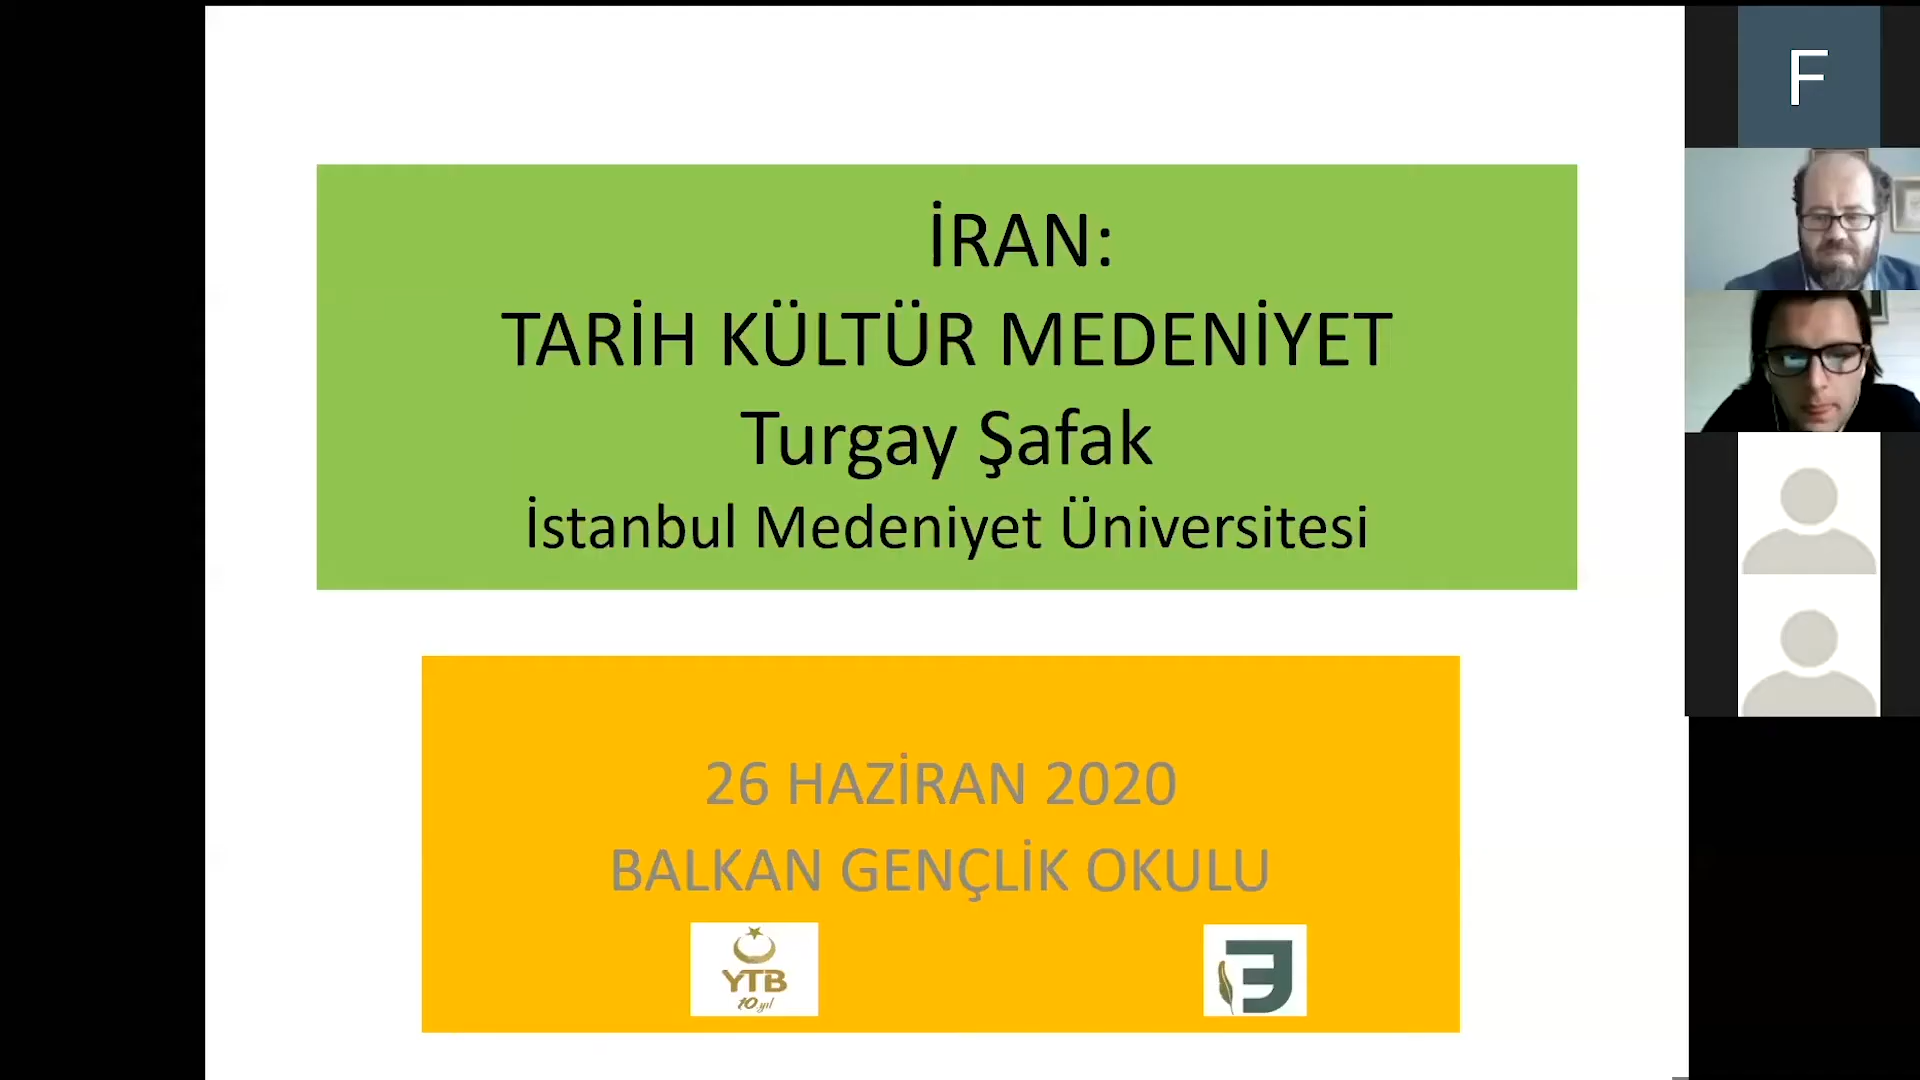 İRAN:
TARİH KÜLTÜR MEDENİYET
Turgay Şafak
İstanbul Medeniyet Üniversitesi
26 HAZİRAN 2020
BALKAN GENÇLİK OKULU
YTB
10.yıl
F